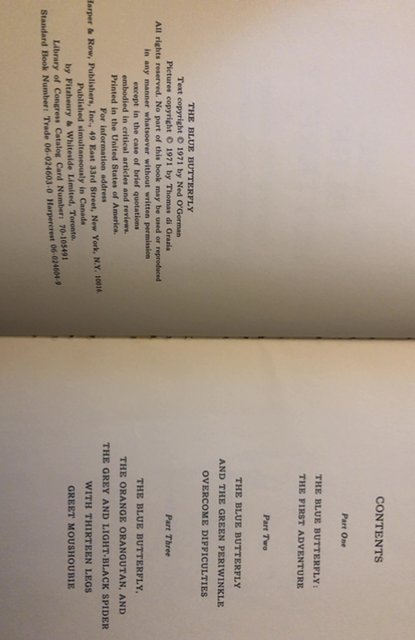 THE BLUE BUTTERFLY
Text copyright © 1971 by Ned O'Gorman
Pictures copyright © 1971 by Thomas di Grazia
All rights reserved. No part of this book may be used or reproduced
in any manner whatsoever without written permission
except in the case of brief quotations
embodied in critical articles and reviews.
Printed in the United States of America.
For information address
Harper & Row, Publishers, Inc., 49 East 33rd Street, New York, N.Y. 10016.
Published simultaneously in Canada
by Fitzhenry & Whiteside Limited, Toronto.
Library of Congress Catalog Card Number: 70-105491
Standard Book Number: Trade 06-024603-0 Harpercrest 06-024604-9
CONTENTS
Part One
THE BLUE BUTTERFLY:
THE FIRST ADVENTURE
Part Two
THE BLUE BUTTERFLY
AND THE GREEN PERIWINKLE
OVERCOME DIFFICULTIES
Part Three
THE BLUE BUTTERFLY,
THE ORANGE ORANGUTAN, AND
THE GREY AND LIGHT-BLACK SPIDER
WITH THIRTEEN LEGS
GREET MOUSHOUBIE